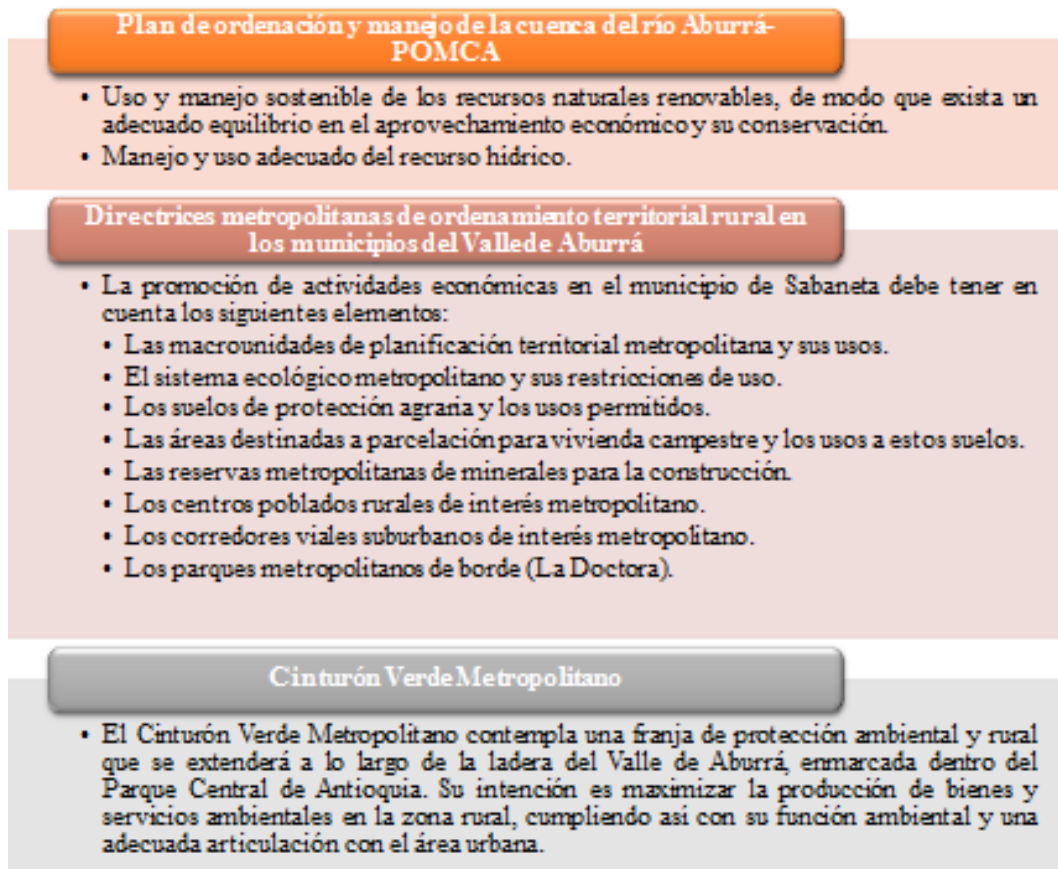 Plan de ordenación y manejo de la cuenca del río Aburrá-
POMCA
• Uso y manejo sostenible de los recursos naturales renovables, de modo que exista un
adecuado equilibrio en el aprovechamiento económico y su conservación.
• Manejo y uso adecuado del recurso hídrico.
Directrices metropolitanas de ordenamiento territorial rural en
los municipios del Valle de Aburrá
• La promoción de actividades económicas en el municipio de Sabaneta debe tener en
cuenta los siguientes elementos:
• Las macrounidades de planificación territorial metropolitana y sus usos.
• El sistema ecológico metropolitano y sus restricciones de uso.
• Los suelos de protección agraria y los usos permitidos.
• Las áreas destinadas a parcelación para vivienda campestre y los usos a estos suelos.
• Las reservas metropolitanas de minerales para la construcción.
• Los centros poblados rurales de interés metropolitano.
• Los corredores viales suburbanos de interés metropolitano.
• Los parques metropolitanos de borde (La Doctora).
Cinturón Verde Metropolitano
• El Cinturón Verde Metropolitano contempla una franja de protección ambiental y rural
que se extenderá a lo largo de la ladera del Valle de Aburrá, enmarcada dentro del
Parque Central de Antioquia. Su intención es maximizar la producción de bienes y
servicios ambientales en la zona rural, cumpliendo así con su función ambiental y una
adecuada articulación con el área urbana.